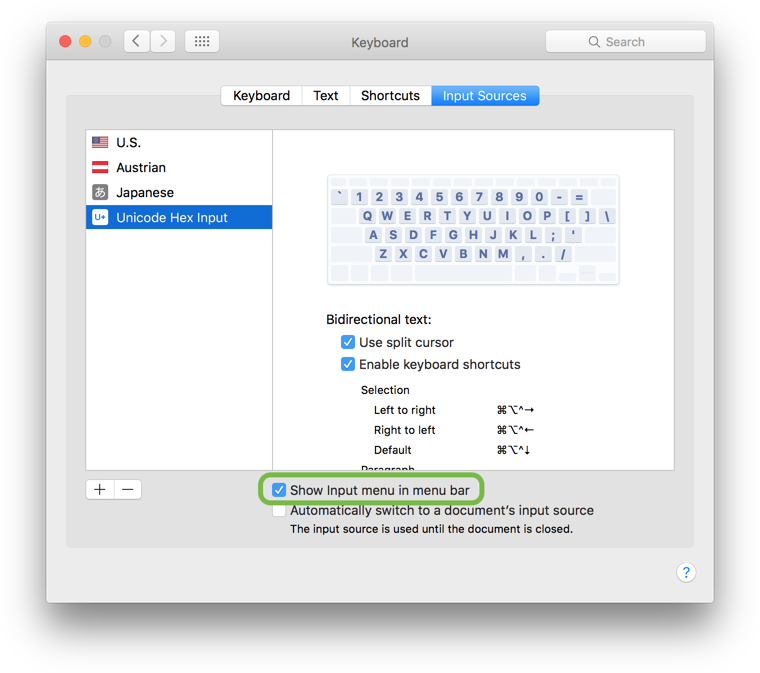 Keyboard
Search
Keyboard Text Shortcuts Input Sources
U.S.
Austrian
あ Japanese
U+ Unicode Hex Input
` 1 2 3 4 5 6 7 8 9 0 - =
Q W E R T Y U I O P [ ] \
A S D F G H J K L ; '
Z X C V B N M , . /
Bidirectional text:
Use split cursor
Enable keyboard shortcuts
Selection
Left to right ⌘⌥^→
Right to left ⌘⌥^←
Default ⌘⌥^↓
Paragraph
+ −
Show Input menu in menu bar
Automatically switch to a document’s input source
The input source is used until the document is closed.
?